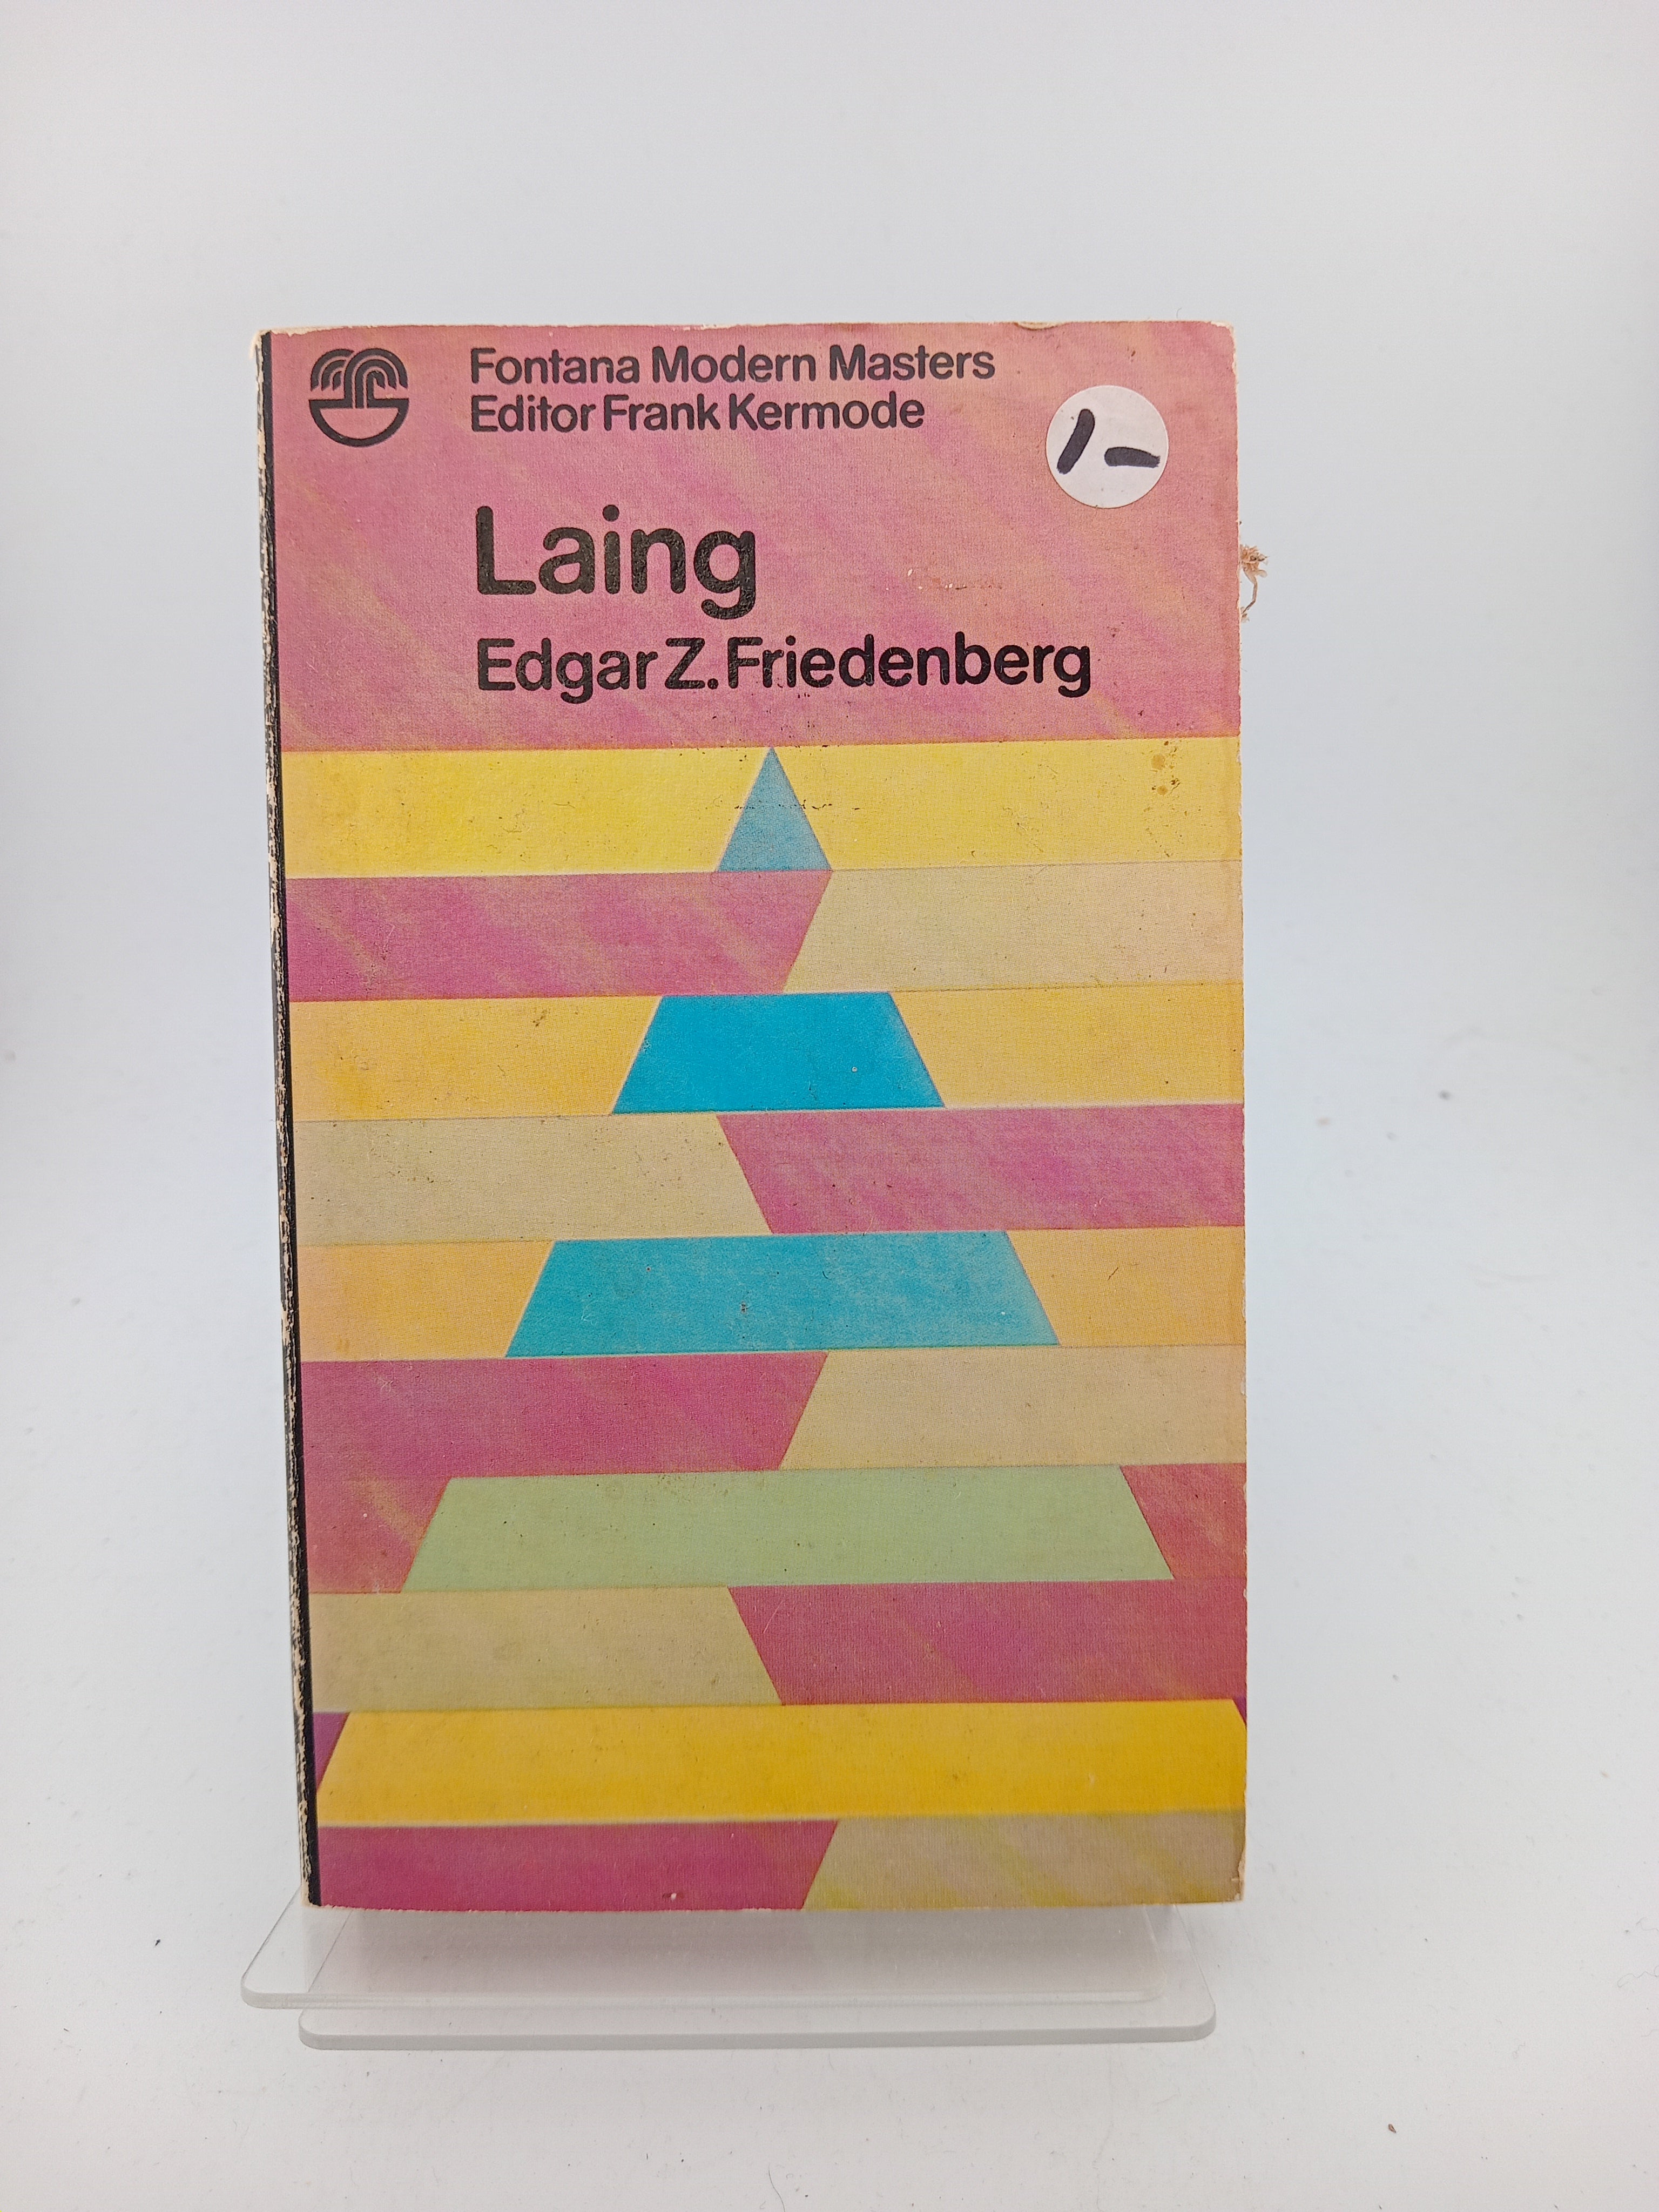 Fontana Modern Masters
Editor Frank Kermode
1-
Laing
Edgar Z. Friedenberg